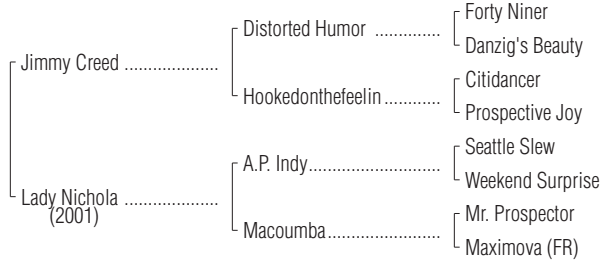 Forty Niner
Distorted Humor ..............
Danzig's Beauty
Jimmy Creed ....................
Citidancer
Hookedonthefeelin ............
Prospective Joy
Seattle Slew
A.P. Indy............................
Weekend Surprise
Lady Nichola ....................
(2001)
Mr. Prospector
Macoumba ........................
Maximova (FR)